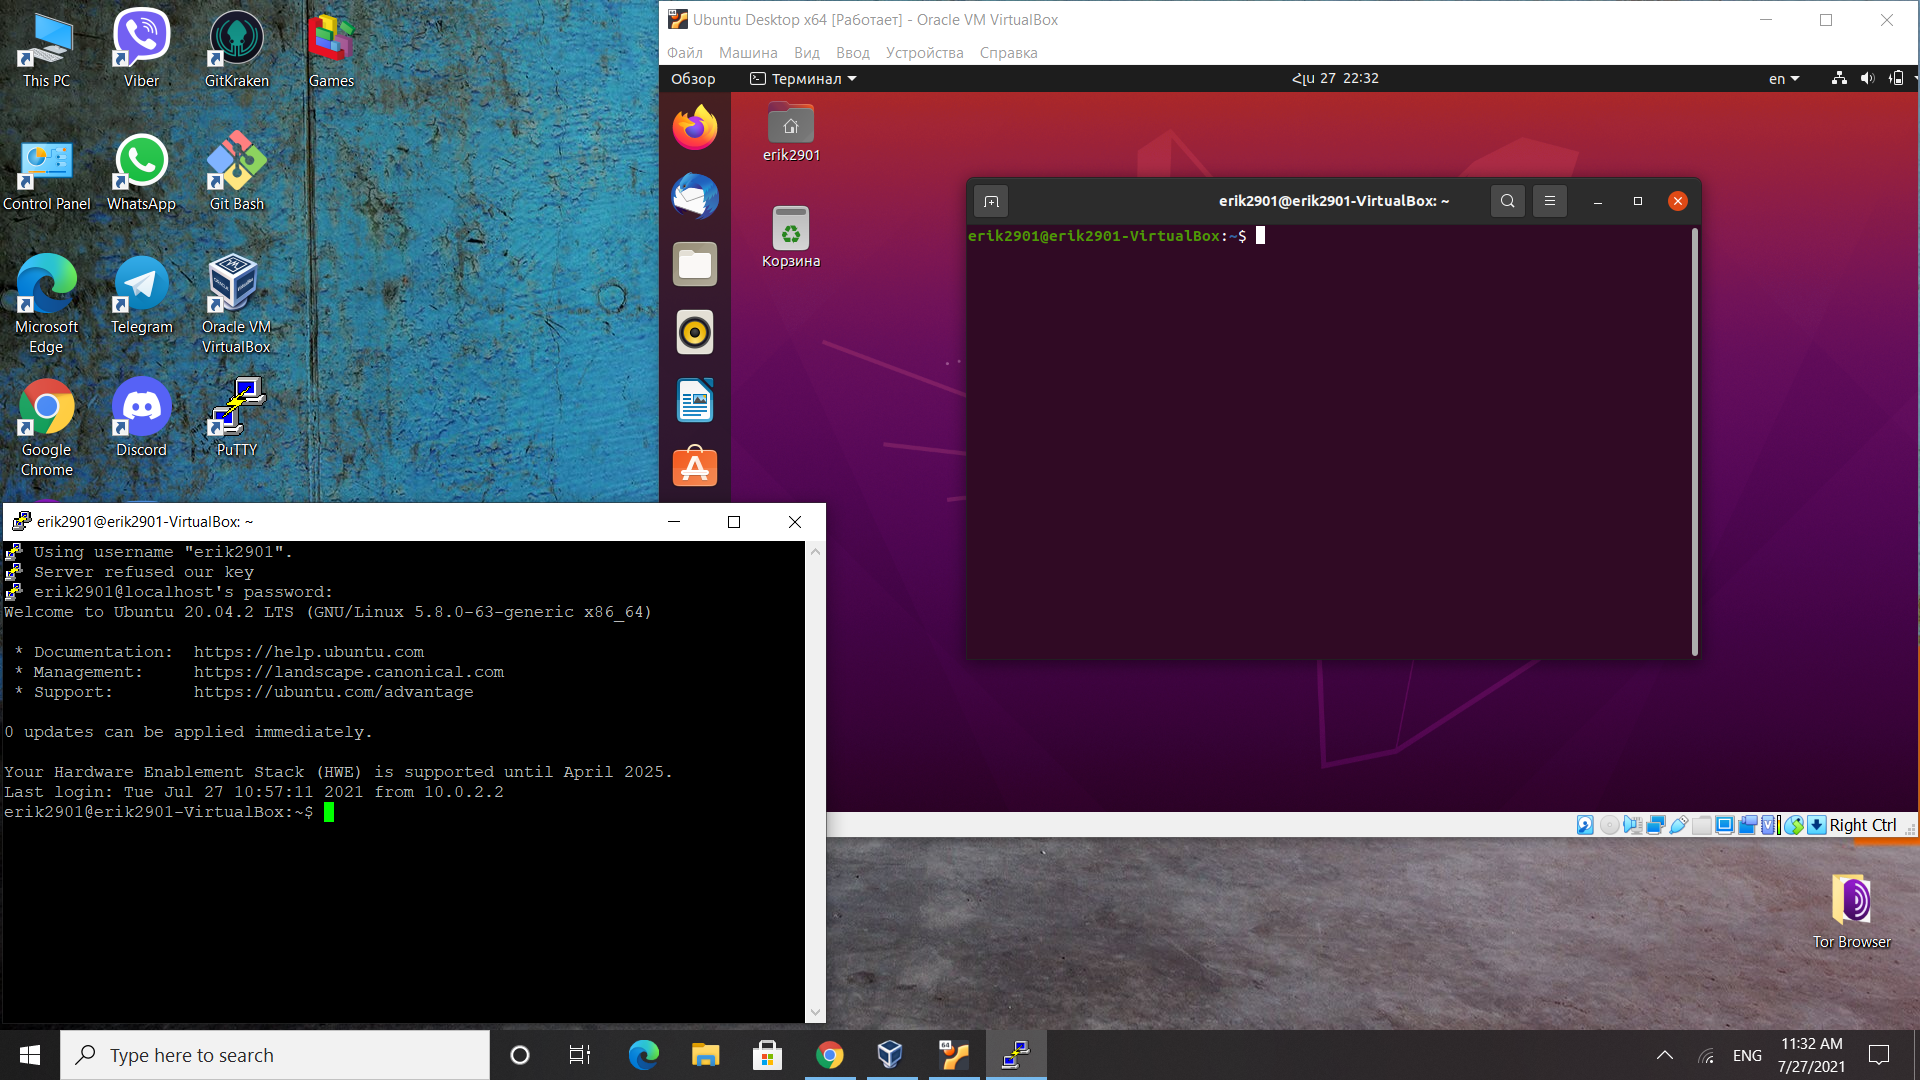 This PC
Viber
GitKraken
Games
Control Panel
WhatsApp
Git Bash
Microsoft
Edge
Telegram
Oracle VM
VirtualBox
Google
Chrome
Discord
PuTTY
Ubuntu Desktop x64 [Работает] - Oracle VM VirtualBox
Файл Машина Вид Ввод Устройства Справка
Обзор Терминал Հլս 27 22:32 en
erik2901
Корзина
erik2901@erik2901-VirtualBox: ~
erik2901@erik2901-VirtualBox:~$
Right Ctrl
erik2901@erik2901-VirtualBox: ~
Using username "erik2901".
Server refused our key
erik2901@localhost's password:
Welcome to Ubuntu 20.04.2 LTS (GNU/Linux 5.8.0-63-generic x86_64)
* Documentation: https://help.ubuntu.com
* Management: https://landscape.canonical.com
* Support: https://ubuntu.com/advantage
0 updates can be applied immediately.
Your Hardware Enablement Stack (HWE) is supported until April 2025.
Last login: Tue Jul 27 10:57:11 2021 from 10.0.2.2
erik2901@erik2901-VirtualBox:~$
Tor Browser
Type here to search
64
ENG
11:32 AM
7/27/2021